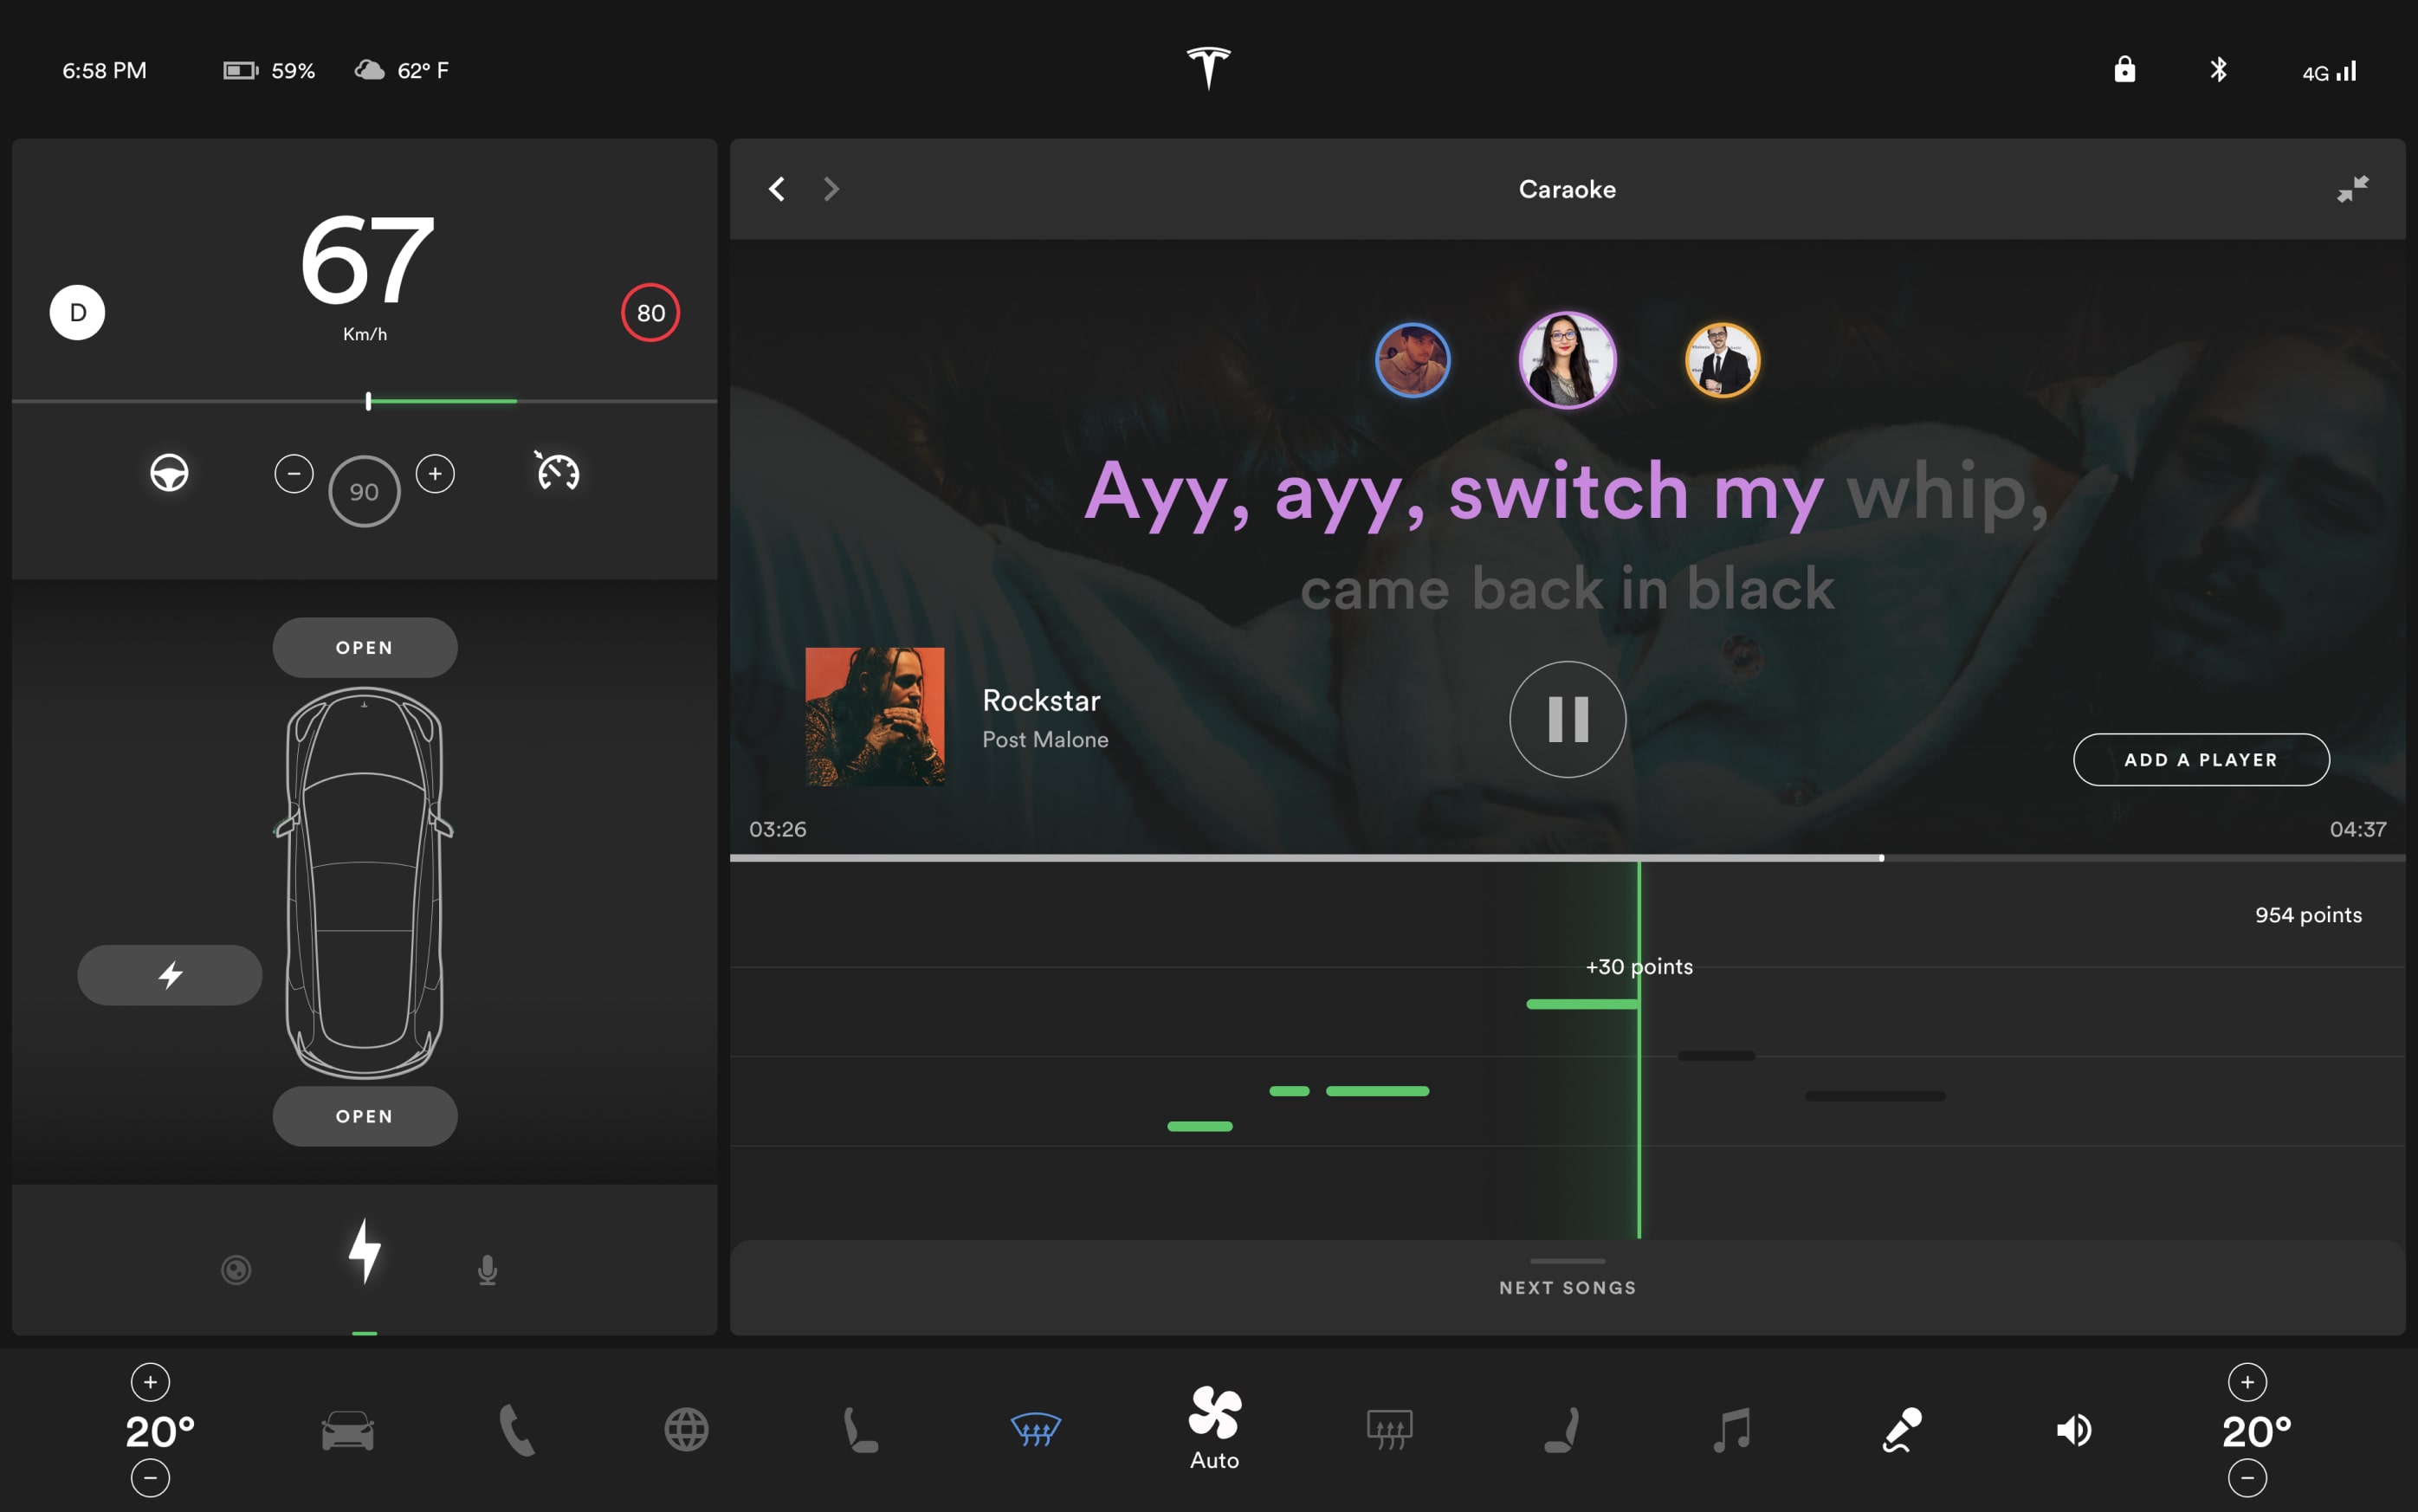 6:58 PM
59%
62° F
4G
67
Km/h
D
80
90
OPEN
OPEN
Caraoke
Ayy, ayy, switch my whip,
came back in black
Rockstar
Post Malone
ADD A PLAYER
03:26
04:37
954 points
+30 points
NEXT SONGS
20°
Auto
20°